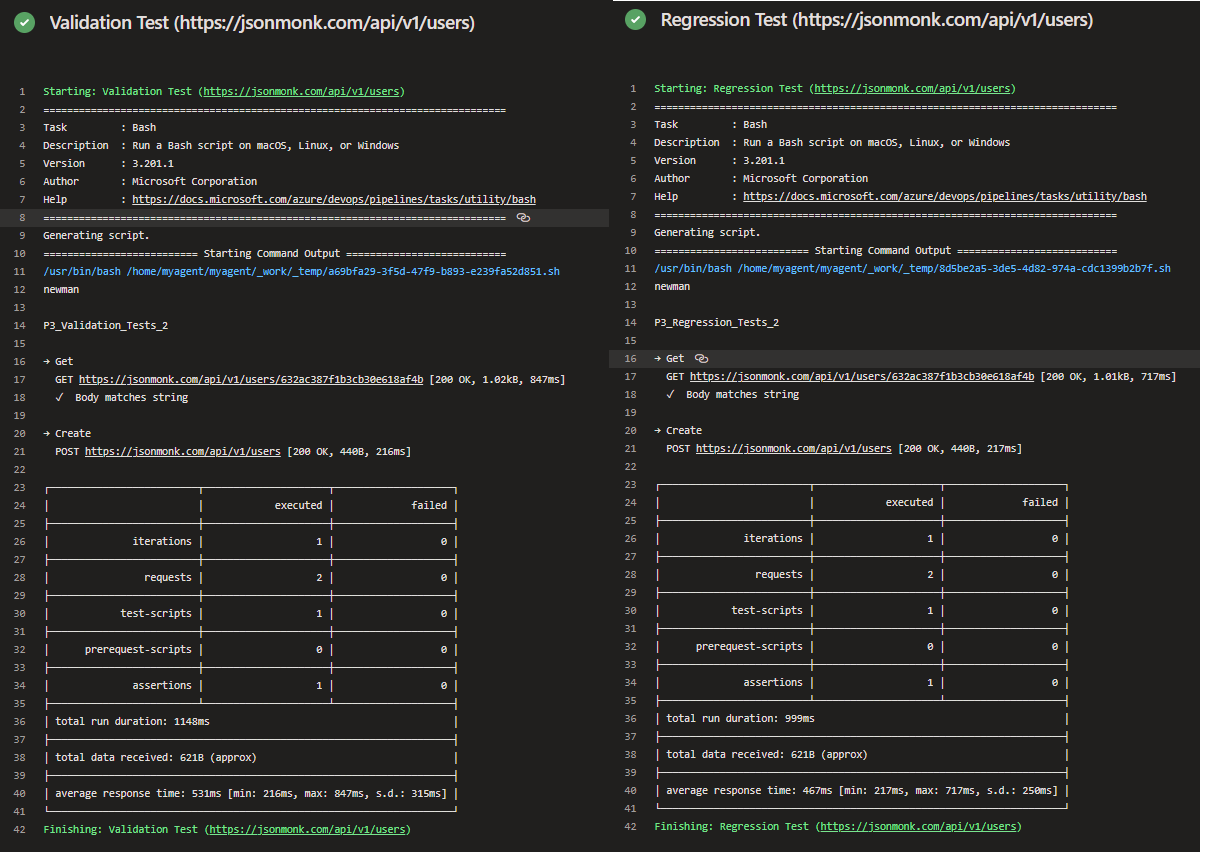 Validation Test (https://jsonmonk.com/api/v1/users)
1 Starting: Validation Test (https://jsonmonk.com/api/v1/users)
2 ==============================================================================
3 Task : Bash
4 Description : Run a Bash script on macOS, Linux, or Windows
5 Version : 3.201.1
6 Author : Microsoft Corporation
7 Help : https://docs.microsoft.com/azure/devops/pipelines/tasks/utility/bash
8 ==============================================================================
9 Generating script.
10 ========================== Starting Command Output ===========================
11 /usr/bin/bash /home/myagent/myagent/_work/_temp/a69bfa29-3f5d-47f9-b893-e239fa52d851.sh
12 newman
13
14 P3_Validation_Tests_2
15
16 → Get
17 GET https://jsonmonk.com/api/v1/users/632ac387f1b3cb30e618af4b [200 OK, 1.02kB, 847ms]
18 ✓ Body matches string
19
20 → Create
21 POST https://jsonmonk.com/api/v1/users [200 OK, 440B, 216ms]
22
23
24 executed failed
25
26 iterations 1 0
27
28 requests 2 0
29
30 test-scripts 1 0
31
32 prerequest-scripts 0 0
33
34 assertions 1 0
35
36 total run duration: 1148ms
37
38 total data received: 621B (approx)
39
40 average response time: 531ms [min: 216ms, max: 847ms, s.d.: 315ms]
41
42 Finishing: Validation Test (https://jsonmonk.com/api/v1/users)
Regression Test (https://jsonmonk.com/api/v1/users)
1 Starting: Regression Test (https://jsonmonk.com/api/v1/users)
2 ==============================================================================
3 Task : Bash
4 Description : Run a Bash script on macOS, Linux, or Windows
5 Version : 3.201.1
6 Author : Microsoft Corporation
7 Help : https://docs.microsoft.com/azure/devops/pipelines/tasks/utility/bash
8 ==============================================================================
9 Generating script.
10 ========================== Starting Command Output ===========================
11 /usr/bin/bash /home/myagent/myagent/_work/_temp/8d5be2a5-3de5-4d82-974a-cdc1399b2b7f.sh
12 newman
13
14 P3_Regression_Tests_2
15
16 → Get
17 GET https://jsonmonk.com/api/v1/users/632ac387f1b3cb30e618af4b [200 OK, 1.01kB, 717ms]
18 ✓ Body matches string
19
20 → Create
21 POST https://jsonmonk.com/api/v1/users [200 OK, 440B, 217ms]
22
23
24 executed failed
25
26 iterations 1 0
27
28 requests 2 0
29
30 test-scripts 1 0
31
32 prerequest-scripts 0 0
33
34 assertions 1 0
35
36 total run duration: 999ms
37
38 total data received: 621B (approx)
39
40 average response time: 467ms [min: 217ms, max: 717ms, s.d.: 250ms]
41
42 Finishing: Regression Test (https://jsonmonk.com/api/v1/users)